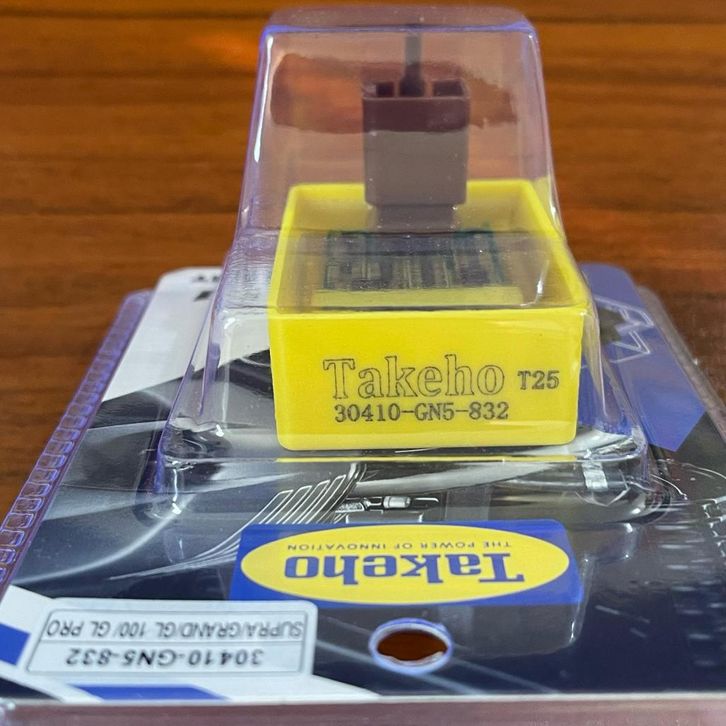 Takeho T25
30410-GN5-832
Takeho
THE POWER OF INNOVATION
30410-GN5-832
SUPRA/GRAND/GL 100/ GL PRO